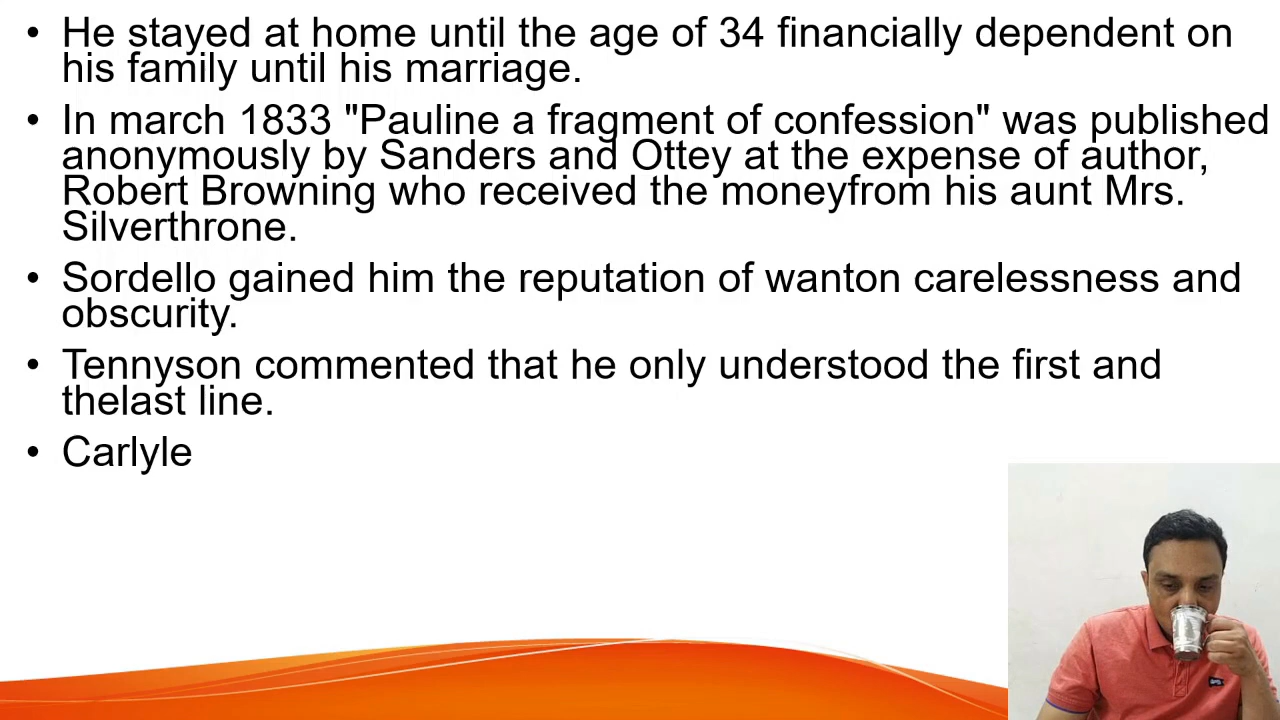 • He stayed at home until the age of 34 financially dependent on
his family until his marriage.
• In march 1833 "Pauline a fragment of confession" was published
anonymously by Sanders and Ottey at the expense of author,
Robert Browning who received the moneyfrom his aunt Mrs.
Silverthrone.
• Sordello gained him the reputation of wanton carelessness and
obscurity.
• Tennyson commented that he only understood the first and
thelast line.
• Carlyle